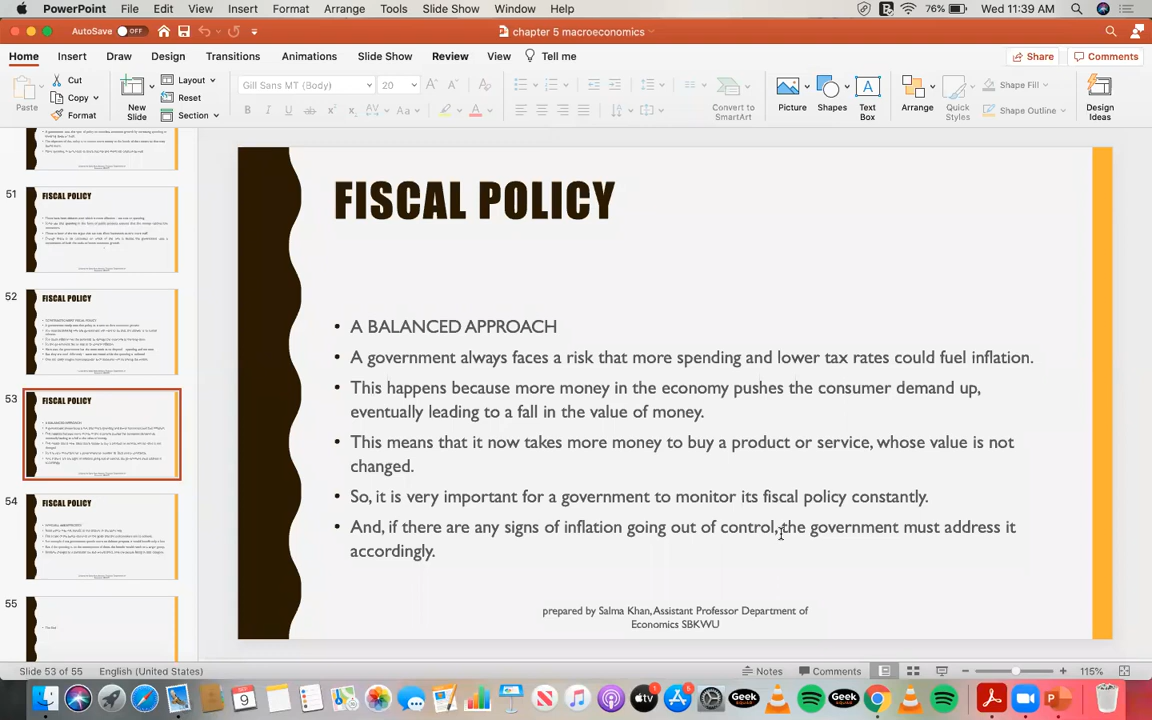 PowerPoint File Edit View Insert Format Arrange Tools Slide Show Window Help 76% Wed 11:39 AM
AutoSave OFF chapter 5 macroeconomics
Home Insert Draw Design Transitions Animations Slide Show Review View Tell me Share Comments
Paste Cut Copy Format New Slide Layout Reset Section Gill Sans MT (Body) 20 Convert to SmartArt Picture Shapes Text Box Arrange Quick Styles Shape Fill Shape Outline Design Ideas
51
FISCAL POLICY
52
FISCAL POLICY
53
FISCAL POLICY
54
FISCAL POLICY
55
The End
FISCAL POLICY
• A BALANCED APPROACH
• A government always faces a risk that more spending and lower tax rates could fuel inflation.
• This happens because more money in the economy pushes the consumer demand up,
eventually leading to a fall in the value of money.
• This means that it now takes more money to buy a product or service, whose value is not
changed.
• So, it is very important for a government to monitor its fiscal policy constantly.
• And, if there are any signs of inflation going out of control, the government must address it
accordingly.
prepared by Salma Khan, Assistant Professor Department of
Economics SBKWU
Slide 53 of 55 English (United States) Notes Comments 115%
SEP 9 Geek Geek